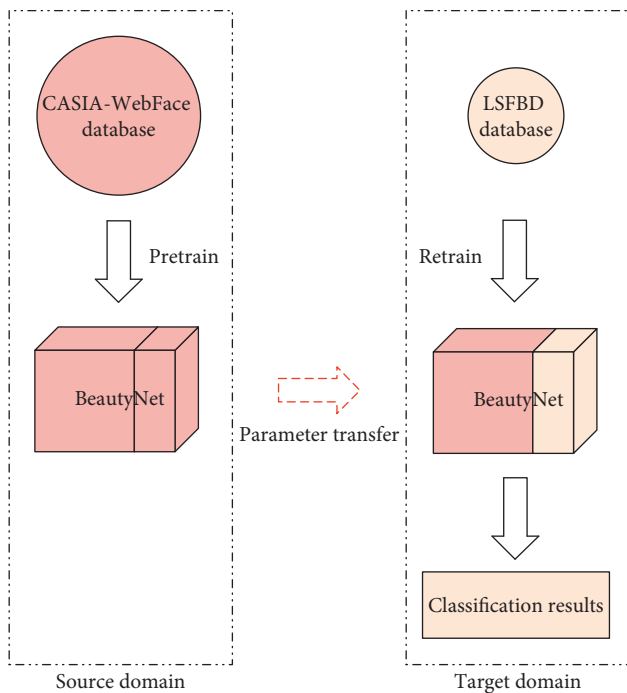 CASIA-WebFace
database
Pretrain
BeautyNet
Source domain
Parameter transfer
LSFBD
database
Retrain
BeautyNet
Classification results
Target domain